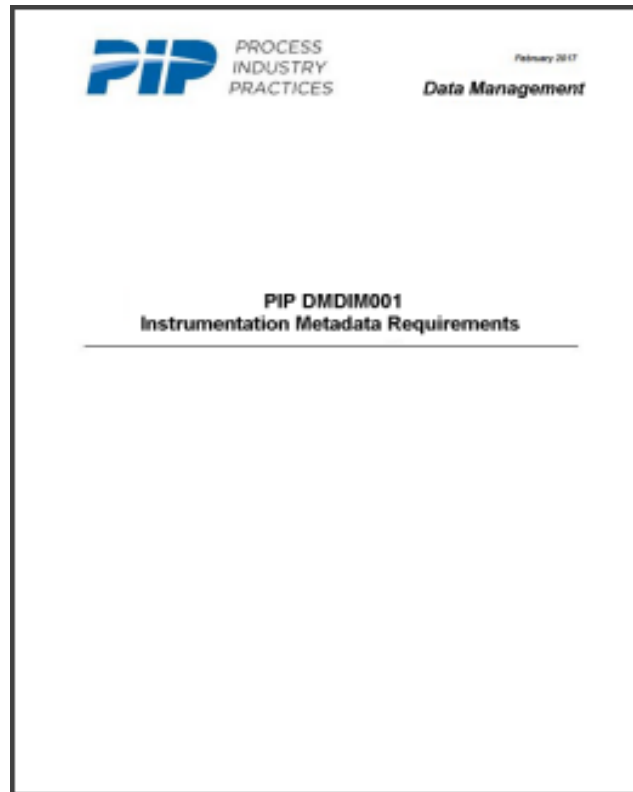 PIP
PROCESS
INDUSTRY
PRACTICES
February 2017
Data Management
PIP DMDIM001
Instrumentation Metadata Requirements